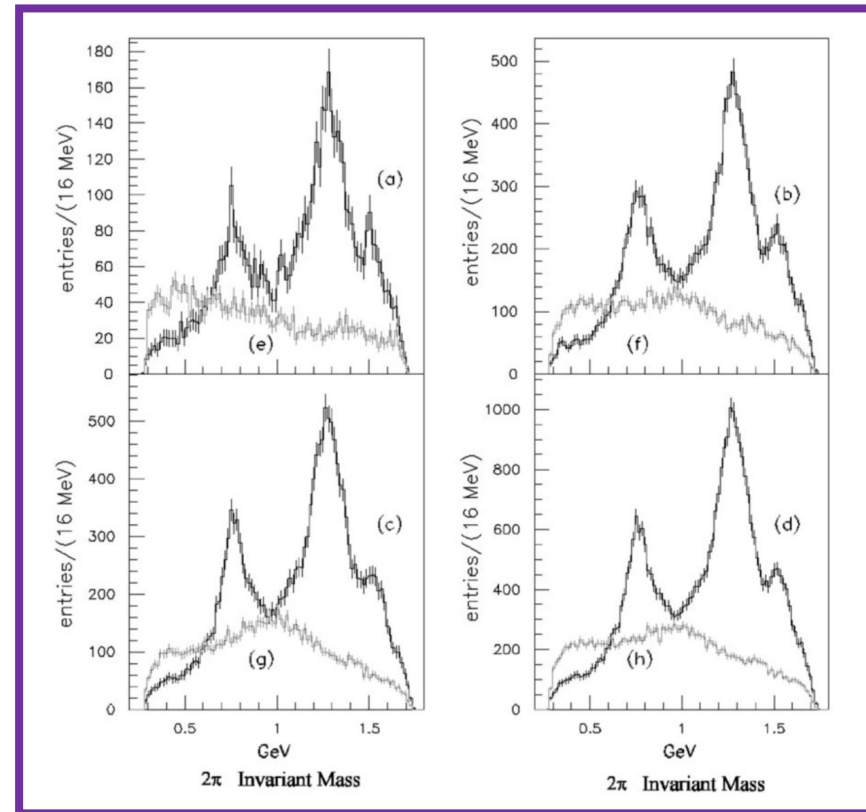 180
160
140
120
100
80
60
40
20
0
entries/(16 MeV)
(a)
(e)
500
400
300
200
100
0
entries/(16 MeV)
(b)
(f)
500
400
300
200
100
0
entries/(16 MeV)
(c)
(g)
0.5 1 1.5
GeV
2π Invariant Mass
1000
800
600
400
200
0
entries/(16 MeV)
(d)
(h)
0.5 1 1.5
GeV
2π Invariant Mass